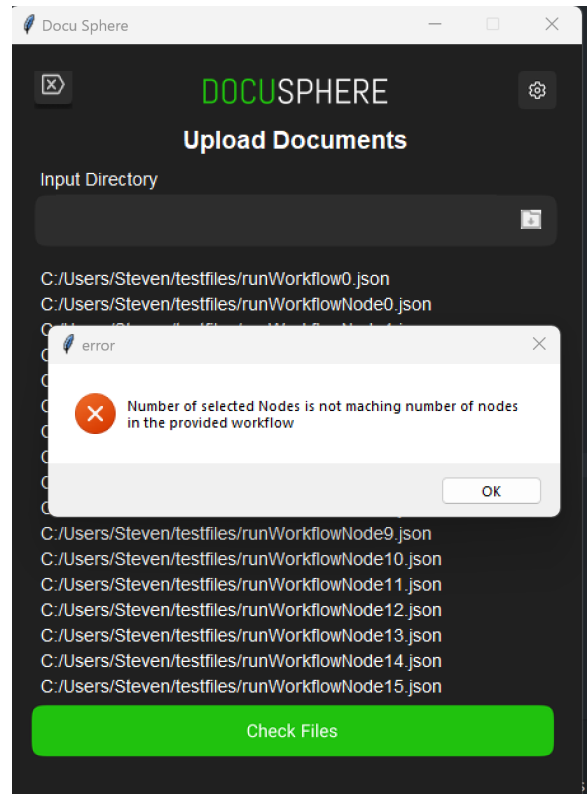 Docu Sphere
DOCUSPHERE
Upload Documents
Input Directory
C:/Users/Steven/testfiles/runWorkflow0.json
C:/Users/Steven/testfiles/runWorkflowNode0.json
error
Number of selected Nodes is not maching number of nodes
in the provided workflow
OK
C:/Users/Steven/testfiles/runWorkflowNode9.json
C:/Users/Steven/testfiles/runWorkflowNode10.json
C:/Users/Steven/testfiles/runWorkflowNode11.json
C:/Users/Steven/testfiles/runWorkflowNode12.json
C:/Users/Steven/testfiles/runWorkflowNode13.json
C:/Users/Steven/testfiles/runWorkflowNode14.json
C:/Users/Steven/testfiles/runWorkflowNode15.json
Check Files